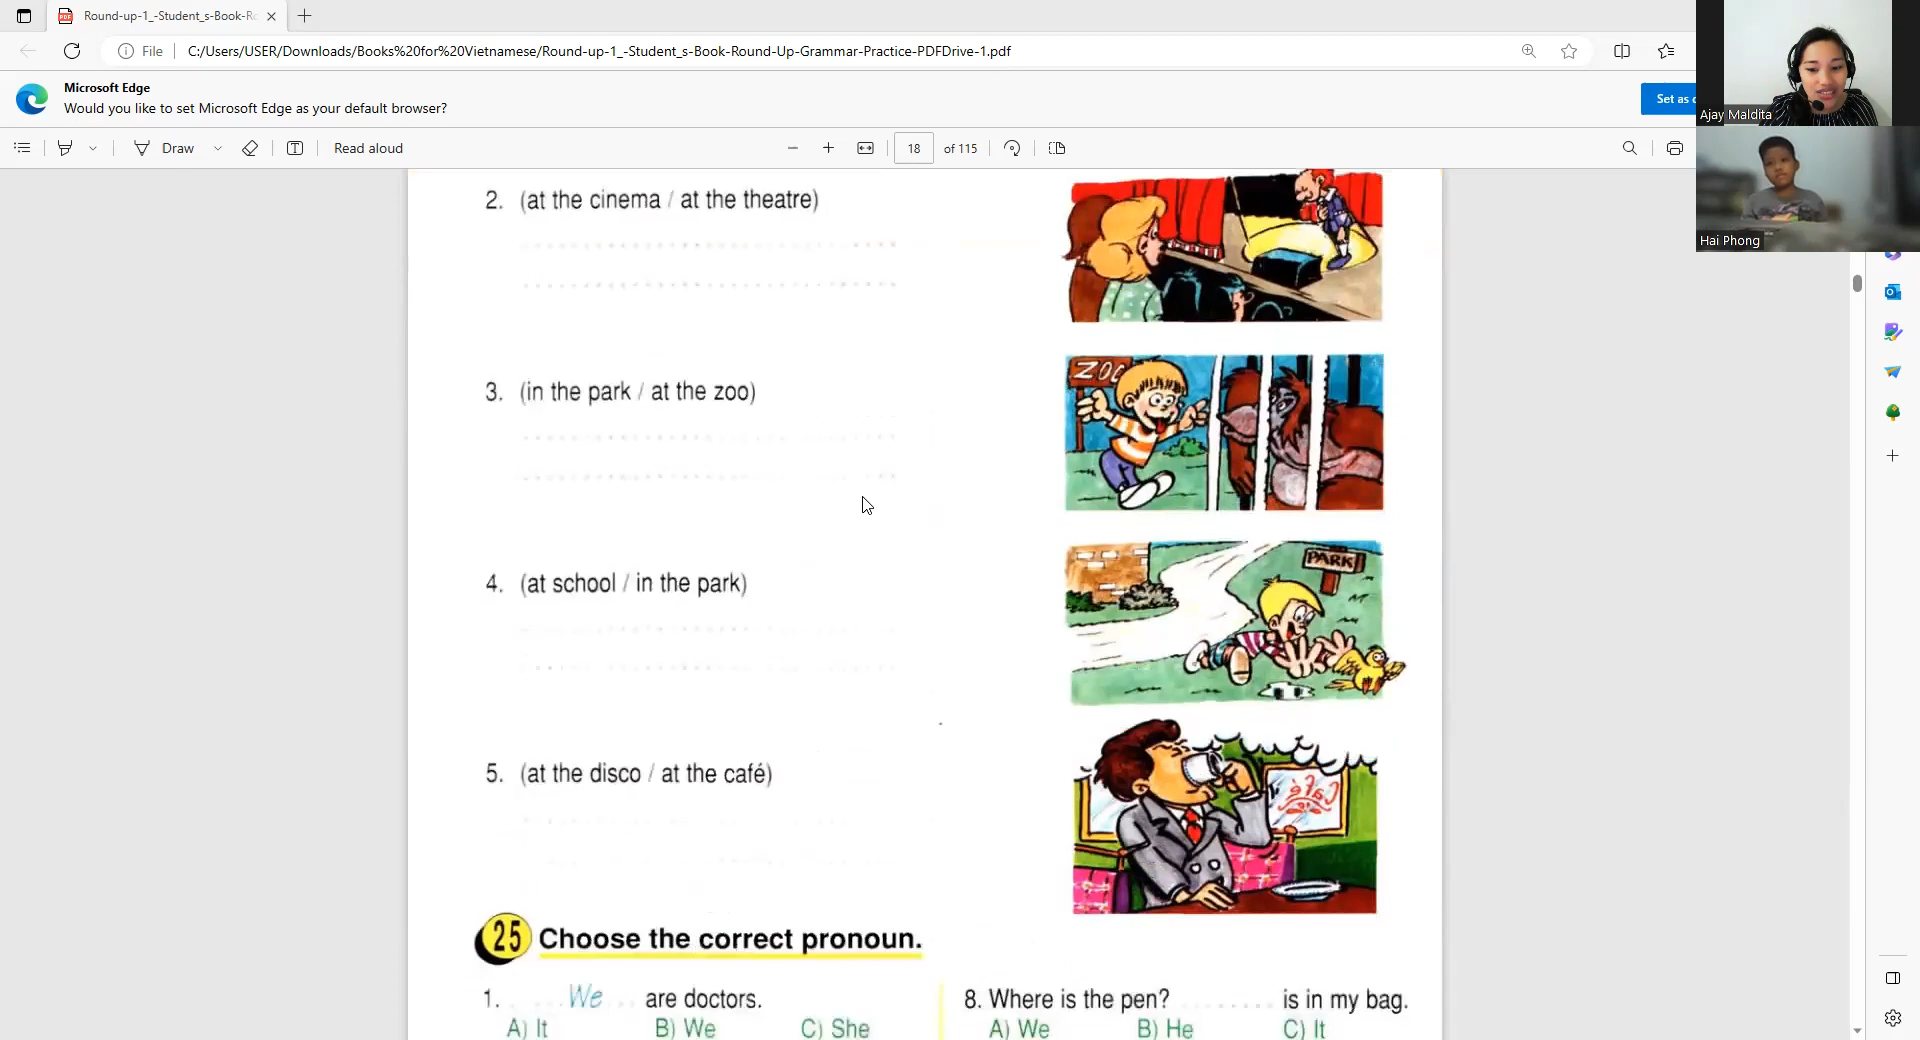 Round-up-1_-Student_s-Book-Ro
File
C:/Users/USER/Downloads/Books%20for%20Vietnamese/Round-up-1_-Student_s-Book-Round-Up-Grammar-Practice-PDFDrive-1.pdf
Microsoft Edge
Would you like to set Microsoft Edge as your default browser?
Set as
Ajay Maldita
Hai Phong
Draw
Read aloud
18 of 115
2. (at the cinema / at the theatre)
3. (in the park / at the zoo)
ZOO
4. (at school / in the park)
PARK
5. (at the disco / at the café)
Café
25 Choose the correct pronoun.
1. We are doctors.
A) It B) We C) She
8. Where is the pen? ........ is in my bag.
A) We B) He C) It